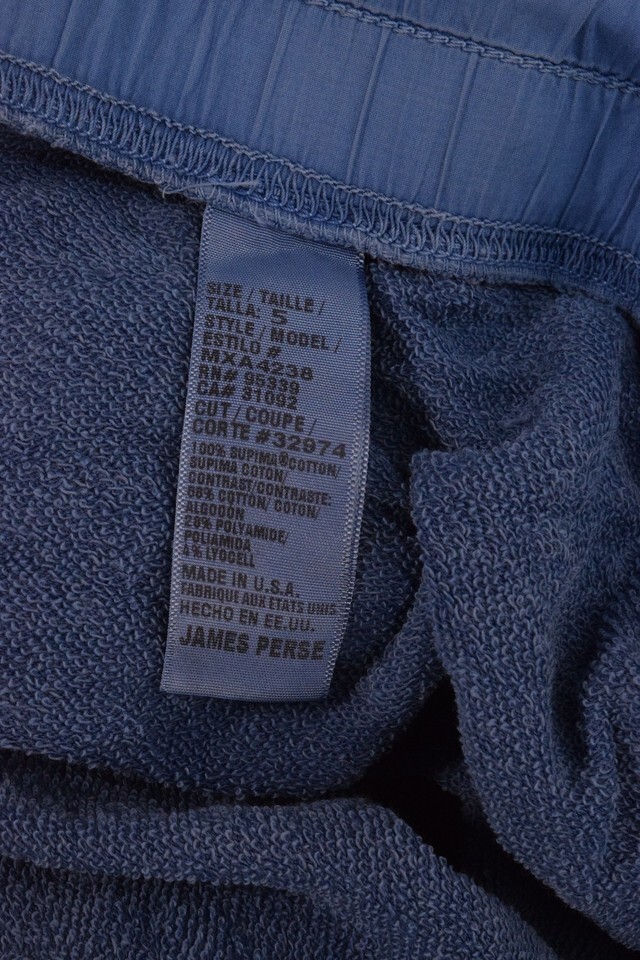 SIZE / TAILLE /
TALLA: 5
STYLE / MODEL /
ESTILO #
MXA4238
RN# 95339
CA# 31092
CUT / COUPE /
CORTE #32974
100% SUPIMA® COTTON/
SUPIMA COTON/
CONTRAST/CONTRASTE:
68% COTTON/ COTON/
ALGODON
28% POLYAMIDE/
POLIAMIDA
4% LYOCELL
MADE IN U.S.A.
FABRIQUE AUX ETATS UNIS
HECHO EN EE.UU.
JAMES PERSE